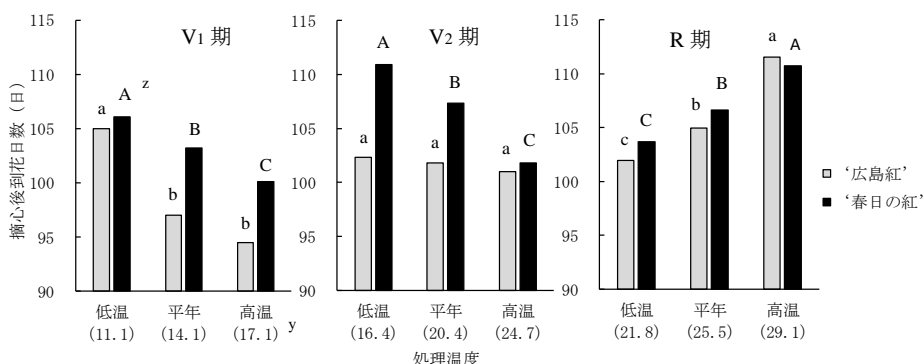 V1 期
V2 期
R 期
摘心後到花日数（日）
115
110
105
100
95
90
a
A
z
b
B
b
C
低温
(11.1)
平年
(14.1)
高温
(17.1)
y
115
110
105
100
95
90
a
A
a
B
a
C
低温
(16.4)
平年
(20.4)
高温
(24.7)
処理温度
115
110
105
100
95
90
c
C
b
B
a
A
低温
(21.8)
平年
(25.5)
高温
(29.1)
‘広島紅’
‘春日の紅’